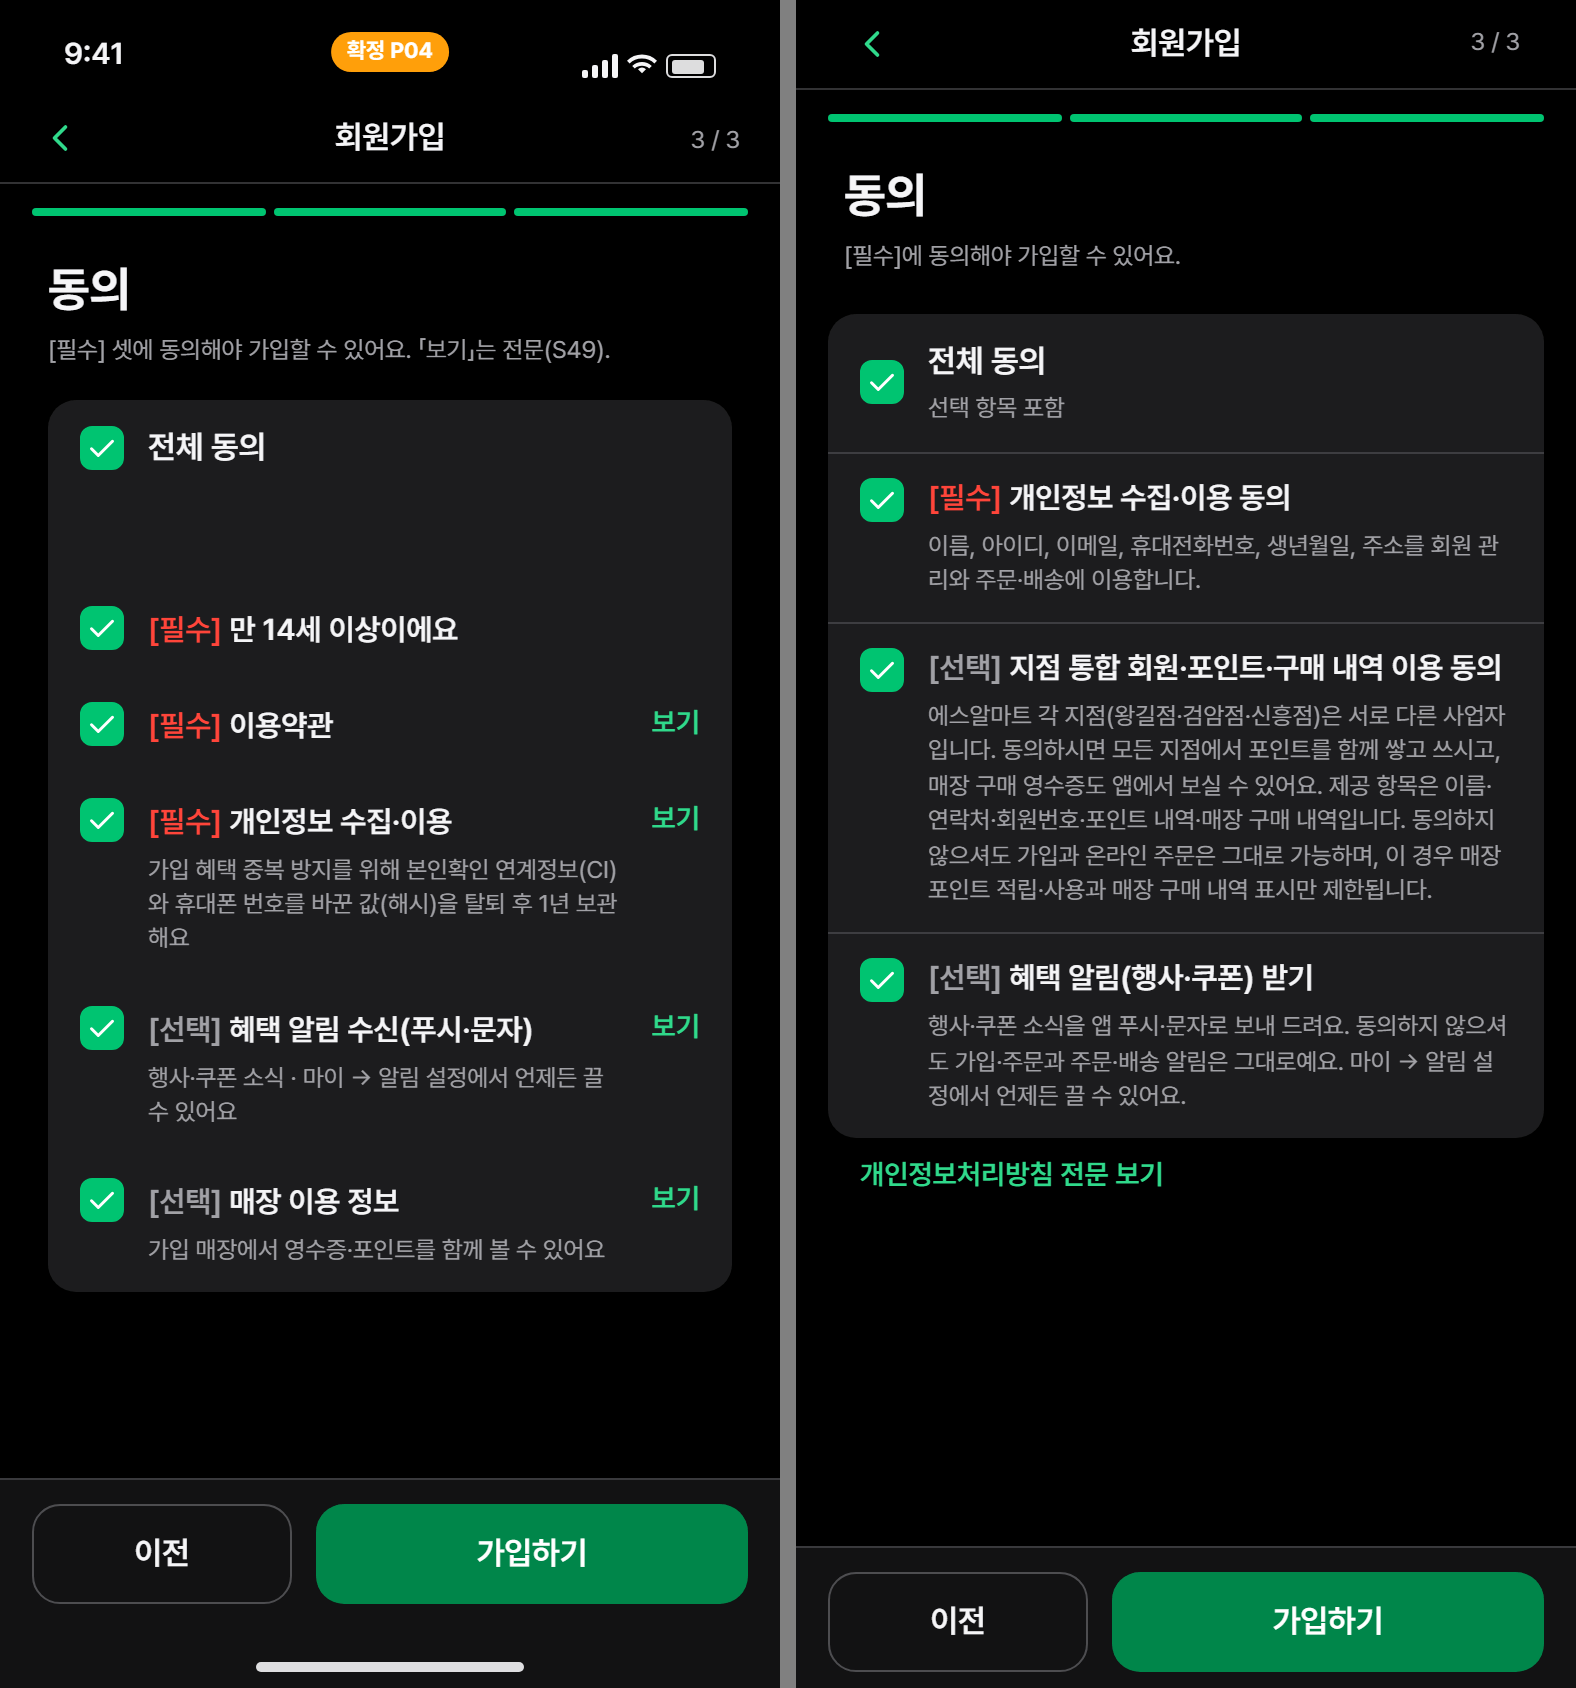 9:41
확정 P04
회원가입
3 / 3
동의
[필수] 셋에 동의해야 가입할 수 있어요. 「보기」는 전문(S49).
전체 동의
[필수] 만 14세 이상이에요
[필수] 이용약관
보기
[필수] 개인정보 수집·이용
보기
가입 혜택 중복 방지를 위해 본인확인 연계정보(CI)
와 휴대폰 번호를 바꾼 값(해시)을 탈퇴 후 1년 보관
해요
[선택] 혜택 알림 수신(푸시·문자)
보기
행사·쿠폰 소식 · 마이 → 알림 설정에서 언제든 끌
수 있어요
[선택] 매장 이용 정보
보기
가입 매장에서 영수증·포인트를 함께 볼 수 있어요
이전
가입하기
회원가입
3 / 3
동의
[필수]에 동의해야 가입할 수 있어요.
전체 동의
선택 항목 포함
[필수] 개인정보 수집·이용 동의
이름, 아이디, 이메일, 휴대전화번호, 생년월일, 주소를 회원 관
리와 주문·배송에 이용합니다.
[선택] 지점 통합 회원·포인트·구매 내역 이용 동의
에스알마트 각 지점(왕길점·검암점·신흥점)은 서로 다른 사업자
입니다. 동의하시면 모든 지점에서 포인트를 함께 쌓고 쓰시고,
매장 구매 영수증도 앱에서 보실 수 있어요. 제공 항목은 이름·
연락처·회원번호·포인트 내역·매장 구매 내역입니다. 동의하지
않으셔도 가입과 온라인 주문은 그대로 가능하며, 이 경우 매장
포인트 적립·사용과 매장 구매 내역 표시만 제한됩니다.
[선택] 혜택 알림(행사·쿠폰) 받기
행사·쿠폰 소식을 앱 푸시·문자로 보내 드려요. 동의하지 않으셔
도 가입·주문과 주문·배송 알림은 그대로예요. 마이 → 알림 설
정에서 언제든 끌 수 있어요.
개인정보처리방침 전문 보기
이전
가입하기